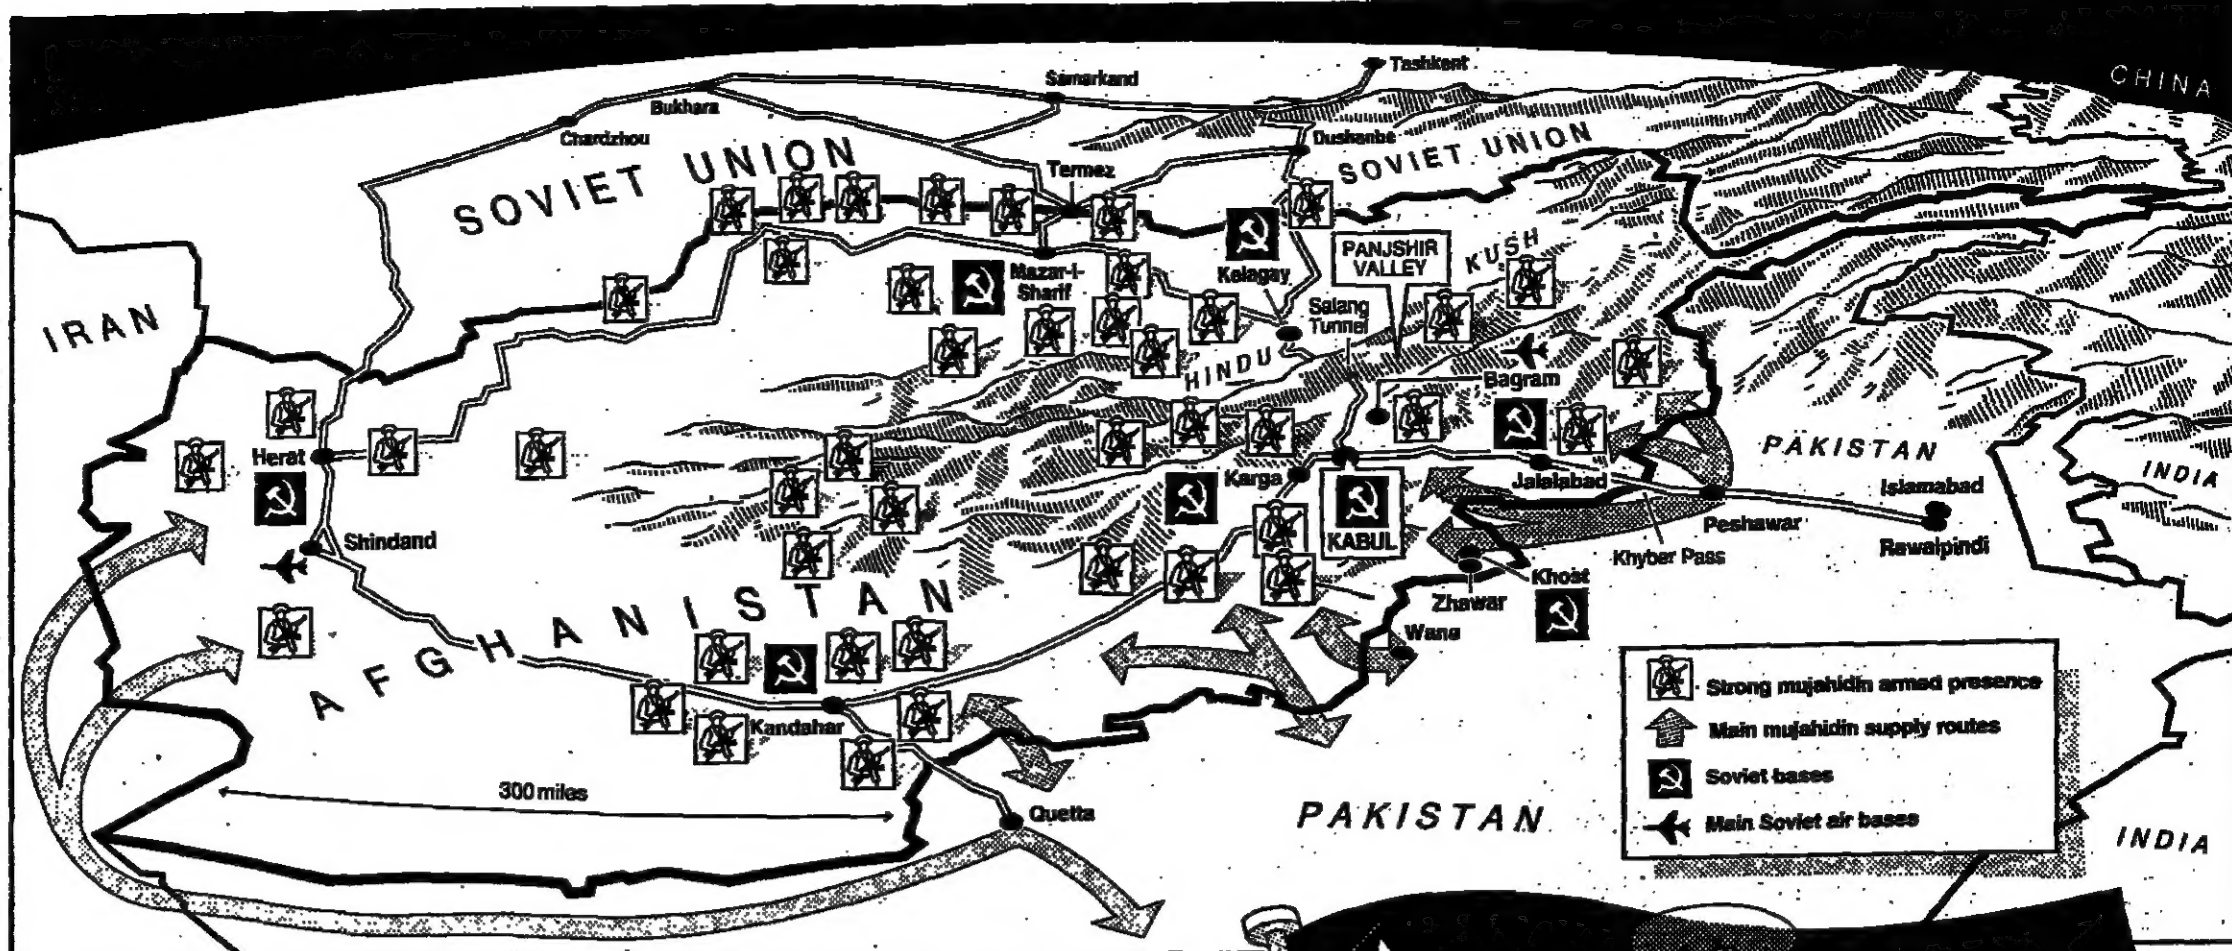 CHINA
Tashkent
Samarkand
Bukhara
Chardzhou
Dushanbe
SOVIET UNION
SOVIET UNION
Termez
IRAN
Mazar-i-
Sharif
Kelagay
PANJSHIR
VALLEY
HINDU
KUSH
Salang
Tunnel
Bagram
PAKISTAN
INDIA
Herat
Karga
Jalalabad
Islamabad
Peshawar
Rawalpindi
Shindand
KABUL
Khyber Pass
Khost
Zhawar
Wana
AFGHANISTAN
Kandahar
300 miles
Quetta
PAKISTAN
INDIA
Strong mujahidin armed presence
Main mujahidin supply routes
Soviet bases
Main Soviet air bases